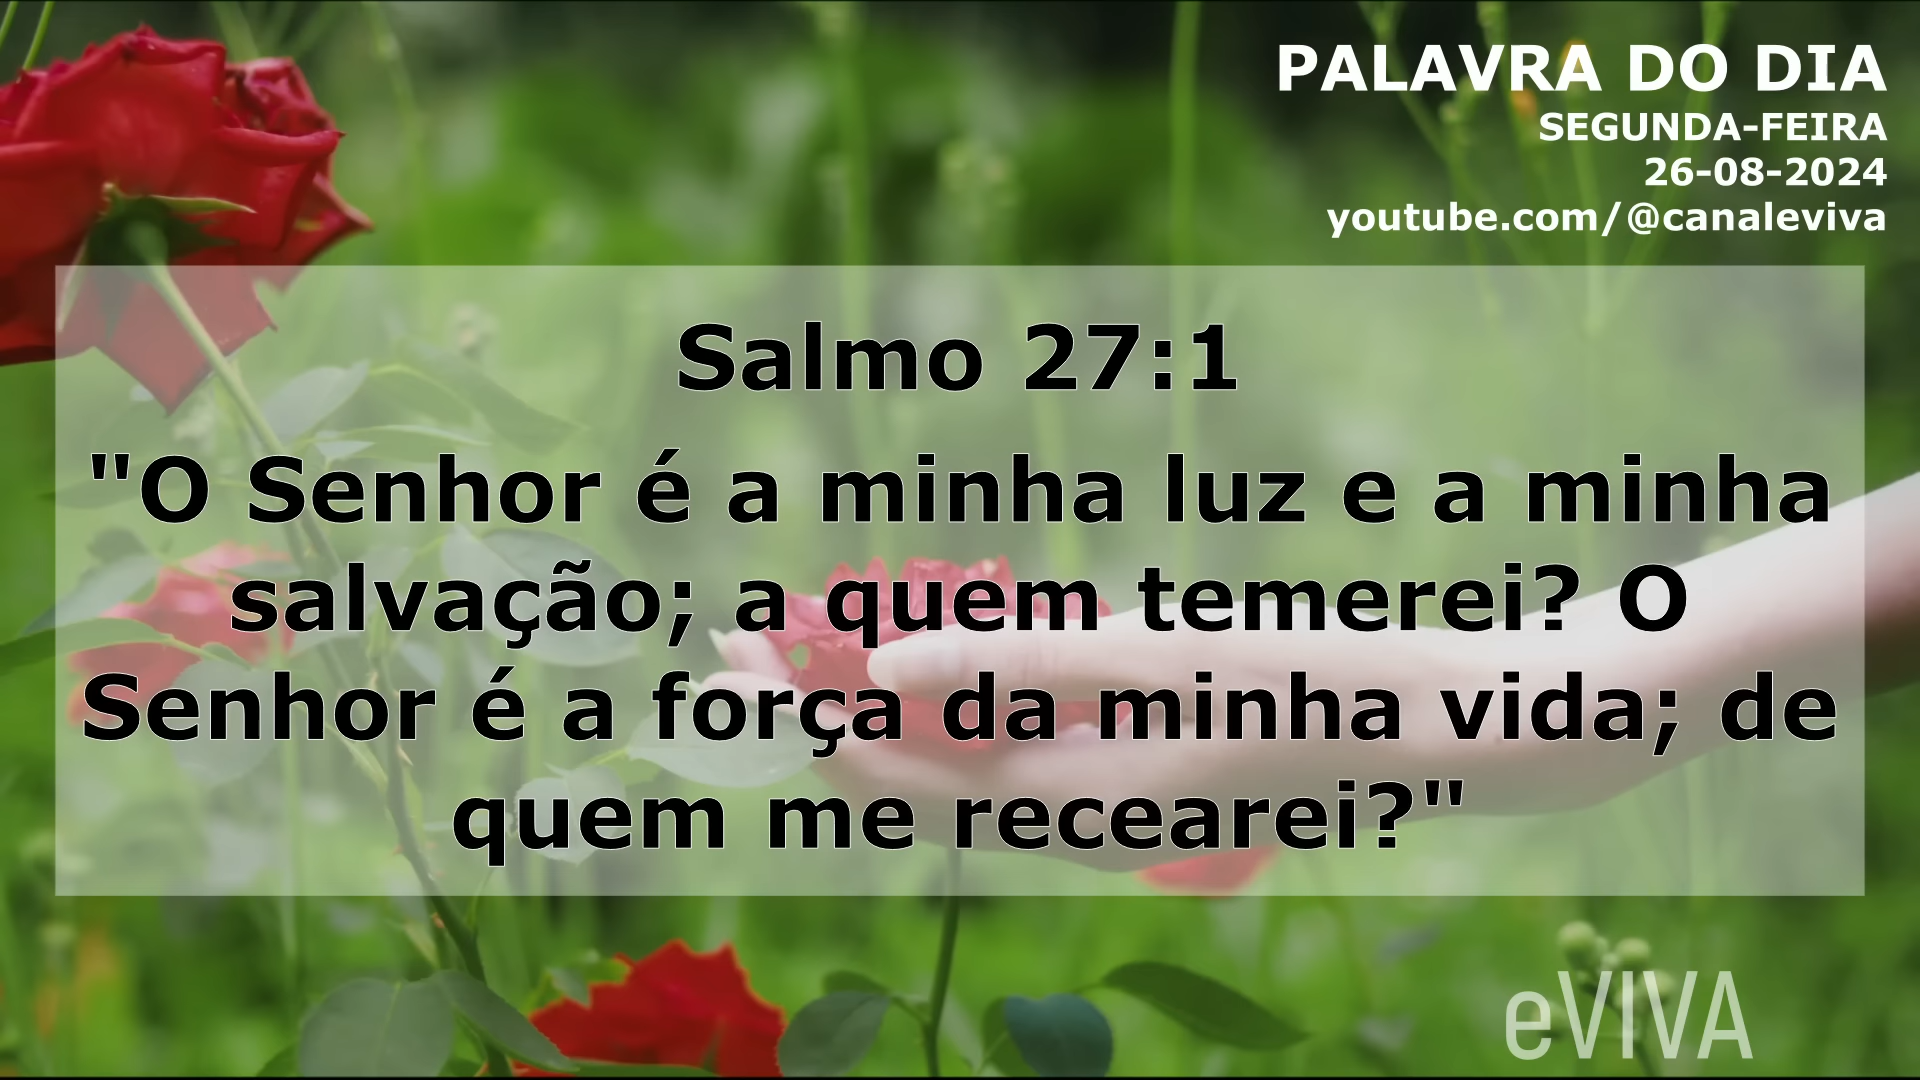 PALAVRA DO DIA
SEGUNDA-FEIRA
26-08-2024
youtube.com/@canaleviva
Salmo 27:1
"O Senhor é a minha luz e a minha
salvação; a quem temerei? O
Senhor é a força da minha vida; de
quem me recearei?"
eVIVA